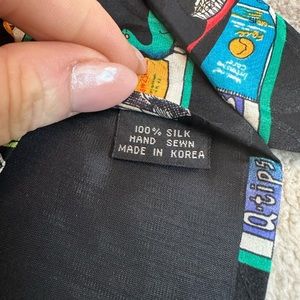 100% SILK
HAND SEWN
MADE IN KOREA
Q-tips